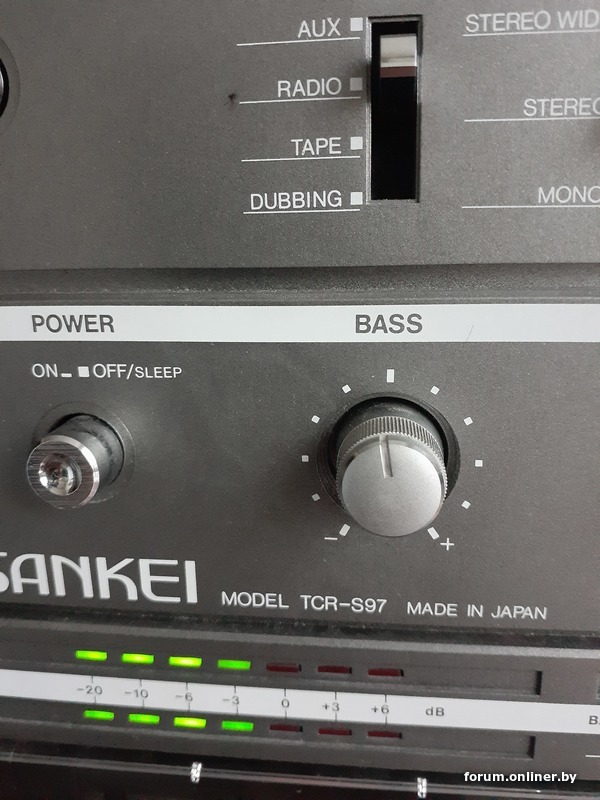 AUX
STEREO WID
RADIO
STEREO
TAPE
DUBBING
MONO
POWER
BASS
ON OFF/SLEEP
− +
SANKEI
MODEL TCR-S97 MADE IN JAPAN
-20 -10 -6 -3 0 +3 +6 dB
forum.onliner.by